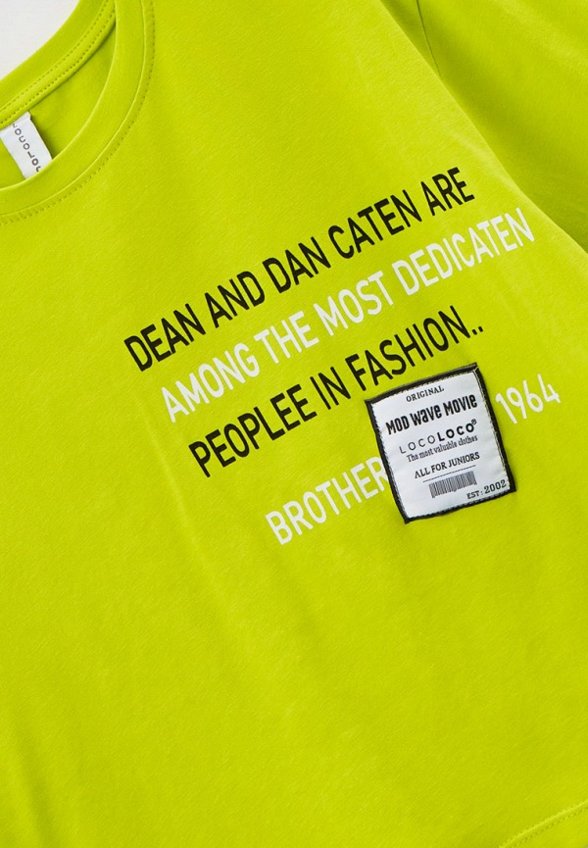 LOCOLOCO
DEAN AND DAN CATEN ARE
AMONG THE MOST DEDICATEN
PEOPLEE IN FASHION..
BROTHER 1964
ORIGINAL
MOD WAVE MOVIE
LOCOLOCO®
The most valuable clothes
ALL FOR JUNIORS
EST: 2002